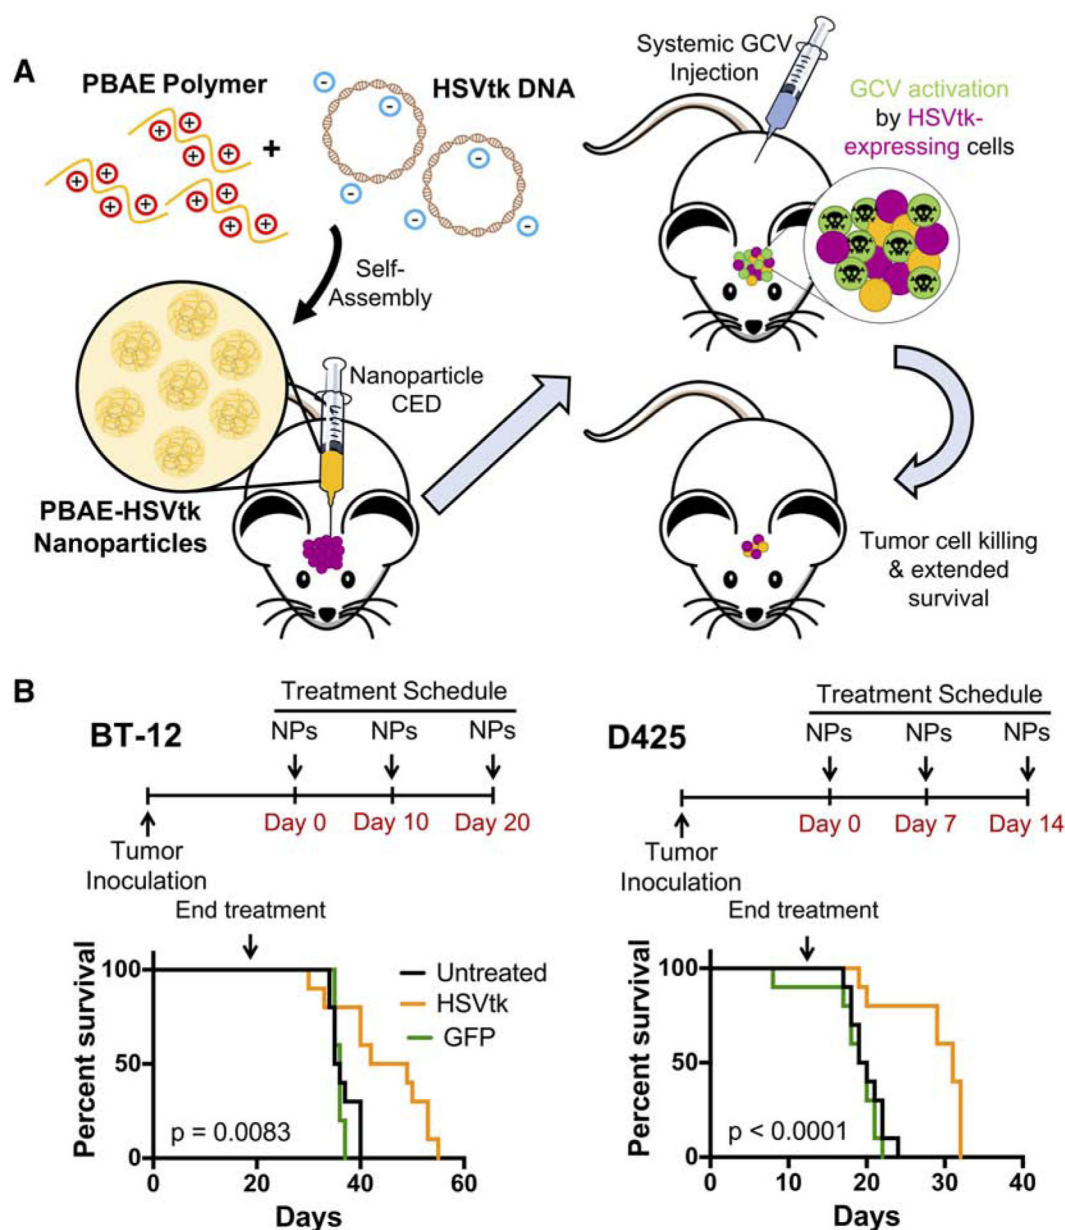 A
PBAE Polymer
+
HSVtk DNA
Self-
Assembly
Nanoparticle
CED
PBAE-HSVtk
Nanoparticles
Systemic GCV
Injection
GCV activation
by HSVtk-
expressing cells
Tumor cell killing
& extended
survival
B
BT-12
Treatment Schedule
NPs NPs NPs
Day 0 Day 10 Day 20
Tumor
Inoculation
End treatment
Percent survival
100
50
0
Untreated
HSVtk
GFP
p = 0.0083
0 20 40 60
Days
D425
Treatment Schedule
NPs NPs NPs
Day 0 Day 7 Day 14
Tumor
Inoculation
End treatment
Percent survival
100
50
0
p < 0.0001
0 10 20 30 40
Days